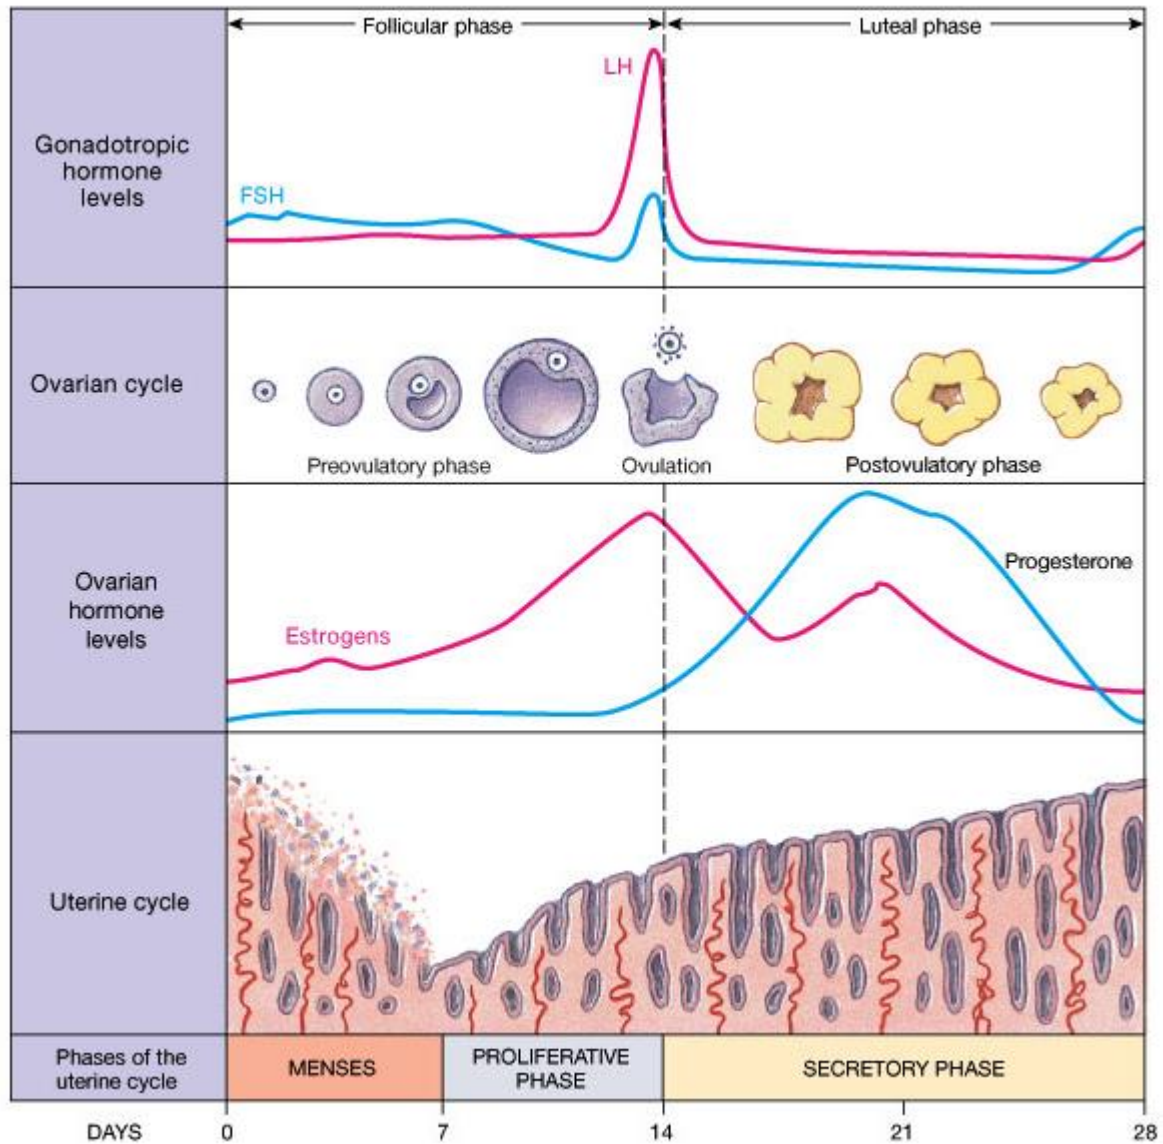 Follicular phase
Luteal phase
Gonadotropic
hormone
levels
LH
FSH
Ovarian cycle
Preovulatory phase
Ovulation
Postovulatory phase
Ovarian
hormone
levels
Estrogens
Progesterone
Uterine cycle
Phases of the
uterine cycle
MENSES
PROLIFERATIVE
PHASE
SECRETORY PHASE
DAYS
0
7
14
21
28